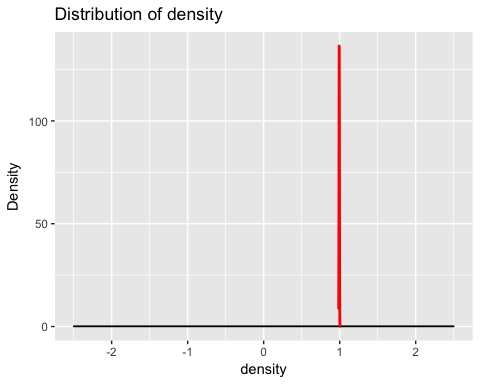 Distribution of density
Density
100
50
0
-2 -1 0 1 2
density